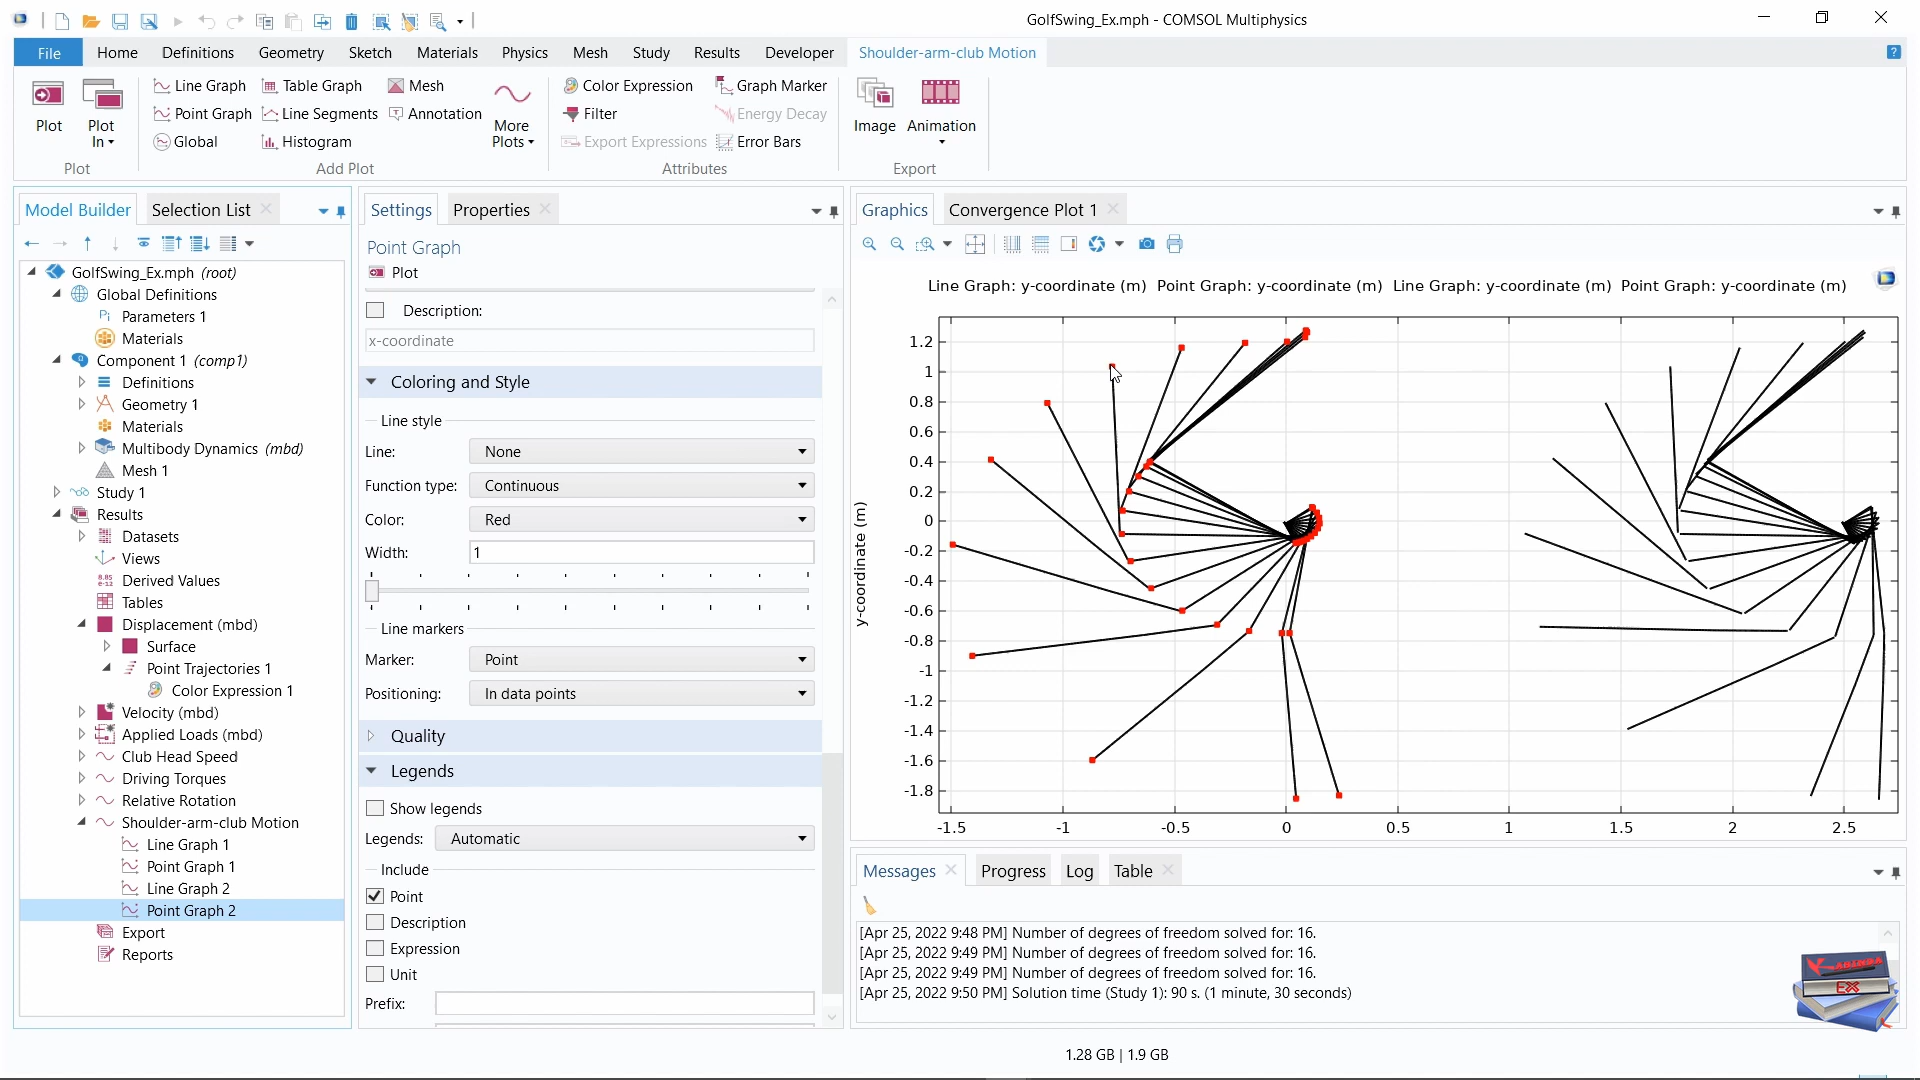 GolfSwing_Ex.mph - COMSOL Multiphysics
File Home Definitions Geometry Sketch Materials Physics Mesh Study Results Developer Shoulder-arm-club Motion
Plot
Plot In
Line Graph Table Graph Mesh
Point Graph Line Segments Annotation
Global Histogram
More Plots
Color Expression Graph Marker
Filter Energy Decay
Export Expressions Error Bars
Image Animation
Plot Add Plot Attributes Export
Model Builder Selection List
GolfSwing_Ex.mph (root)
Global Definitions
Pi Parameters 1
Materials
Component 1 (comp1)
Definitions
Geometry 1
Materials
Multibody Dynamics (mbd)
Mesh 1
Study 1
Results
Datasets
Views
8.85 e-12 Derived Values
Tables
Displacement (mbd)
Surface
Point Trajectories 1
Color Expression 1
Velocity (mbd)
Applied Loads (mbd)
Club Head Speed
Driving Torques
Relative Rotation
Shoulder-arm-club Motion
Line Graph 1
Point Graph 1
Line Graph 2
Point Graph 2
Export
Reports
Settings Properties
Point Graph
Plot
Description:
x-coordinate
Coloring and Style
Line style
Line: None
Function type: Continuous
Color: Red
Width: 1
Line markers
Marker: Point
Positioning: In data points
Quality
Legends
Show legends
Legends: Automatic
Include
Point
Description
Expression
Unit
Prefix:
Graphics Convergence Plot 1
Line Graph: y-coordinate (m) Point Graph: y-coordinate (m) Line Graph: y-coordinate (m) Point Graph: y-coordinate (m)
1.2
1
0.8
0.6
0.4
0.2
0
-0.2
-0.4
-0.6
-0.8
-1
-1.2
-1.4
-1.6
-1.8
y-coordinate (m)
-1.5 -1 -0.5 0 0.5 1 1.5 2 2.5
Messages Progress Log Table
[Apr 25, 2022 9:48 PM] Number of degrees of freedom solved for: 16.
[Apr 25, 2022 9:49 PM] Number of degrees of freedom solved for: 16.
[Apr 25, 2022 9:49 PM] Number of degrees of freedom solved for: 16.
[Apr 25, 2022 9:50 PM] Solution time (Study 1): 90 s. (1 minute, 30 seconds)
EX
1.28 GB | 1.9 GB